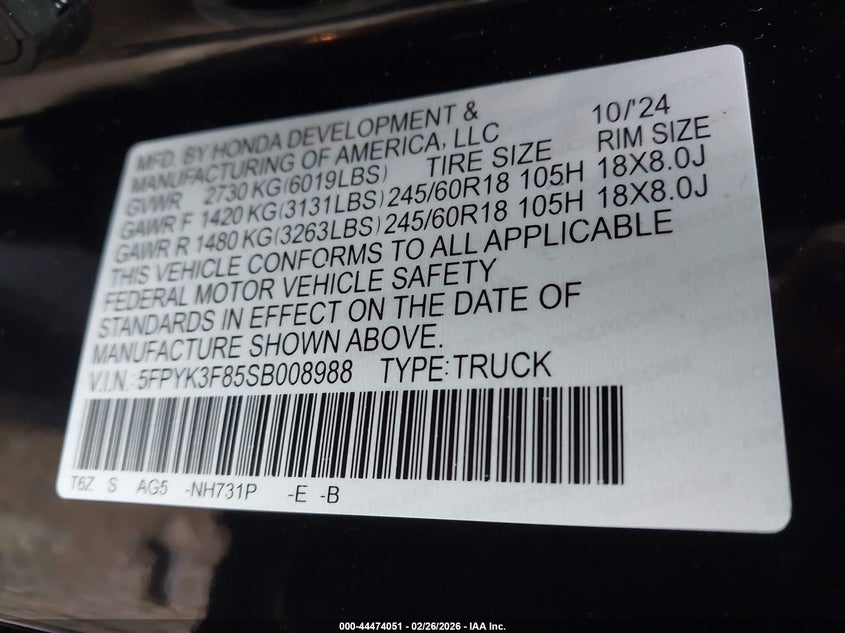 MFD. BY HONDA DEVELOPMENT & 10/'24
MANUFACTURING OF AMERICA, LLC
GVWR 2730 KG(6019LBS) TIRE SIZE RIM SIZE
GAWR F 1420 KG(3131LBS) 245/60R18 105H 18X8.0J
GAWR R 1480 KG(3263LBS) 245/60R18 105H 18X8.0J
THIS VEHICLE CONFORMS TO ALL APPLICABLE
FEDERAL MOTOR VEHICLE SAFETY
STANDARDS IN EFFECT ON THE DATE OF
MANUFACTURE SHOWN ABOVE.
V.I.N.: 5FPYK3F85SB008988 TYPE:TRUCK
T6Z S AG5 -NH731P -E -B
000-44474051 - 02/26/2026 - IAA Inc.